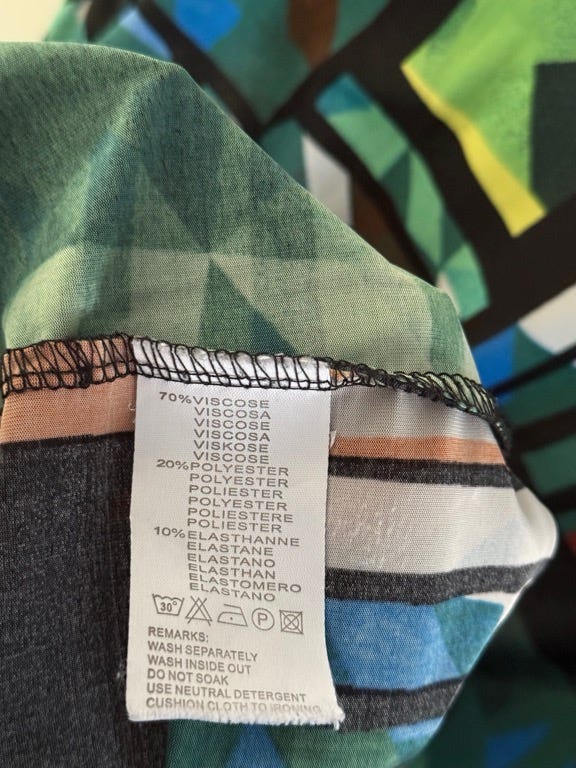 70%VISCOSE
VISCOSA
VISCOSE
VISCOSA
VISKOSE
VISCOSE
20%POLYESTER
POLYESTER
POLIESTER
POLYESTER
POLIESTERE
POLIESTER
10%ELASTHANNE
ELASTANE
ELASTANO
ELASTHAN
ELASTOMERO
ELASTANO
30° P
REMARKS:
WASH SEPARATELY
WASH INSIDE OUT
DO NOT SOAK
USE NEUTRAL DETERGENT
CUSHION CLOTH TO IRONING